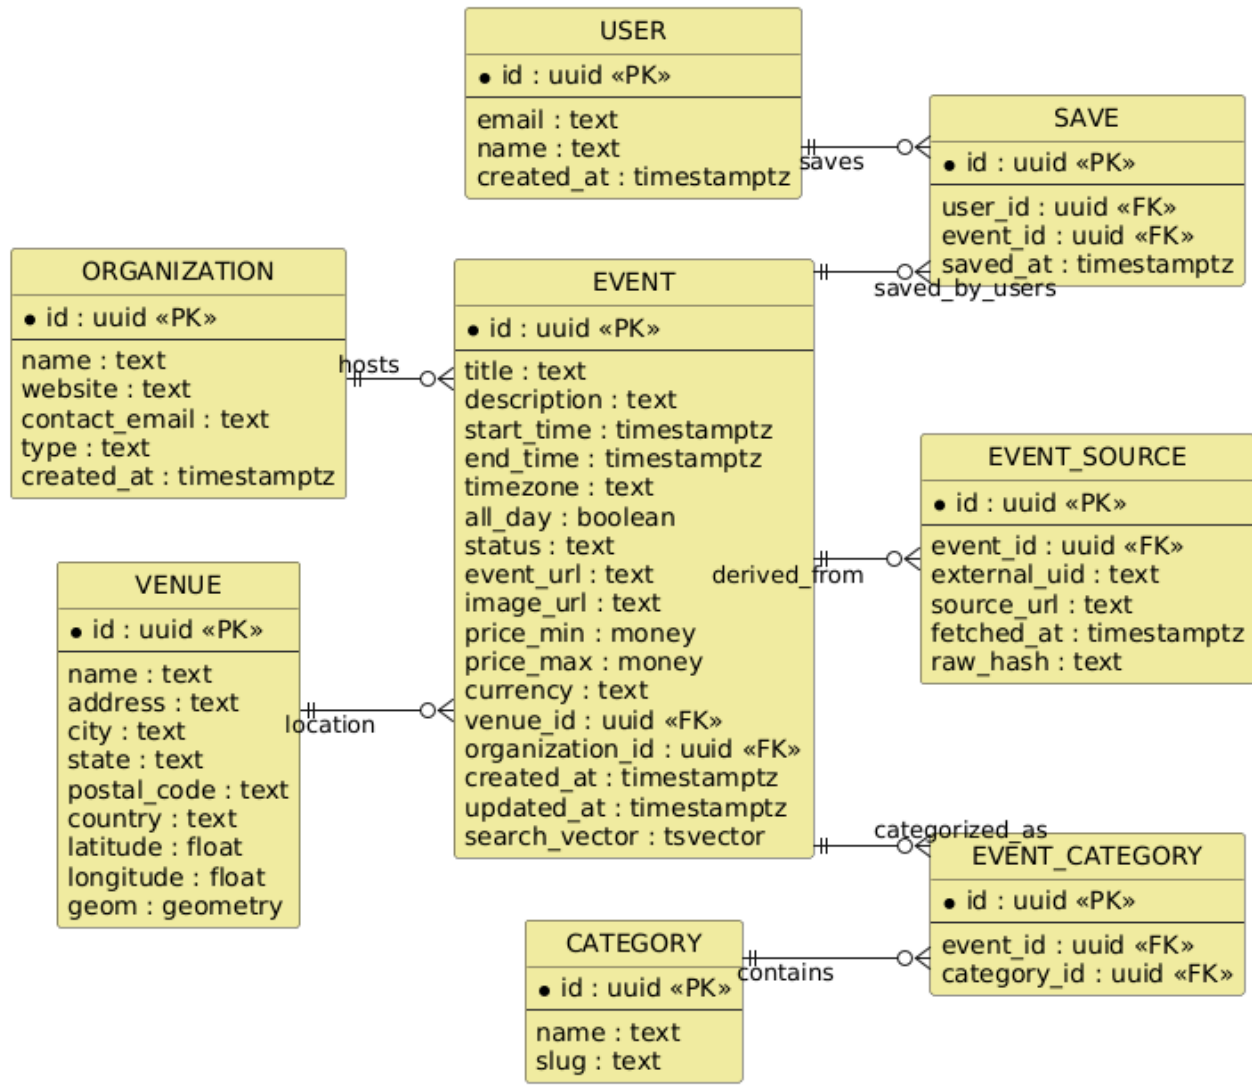 USER
id : uuid «PK»
email : text
name : text
created_at : timestamptz
saves
SAVE
id : uuid «PK»
user_id : uuid «FK»
event_id : uuid «FK»
saved_at : timestamptz
saved_by_users
ORGANIZATION
id : uuid «PK»
name : text
website : text
contact_email : text
type : text
created_at : timestamptz
hosts
EVENT
id : uuid «PK»
title : text
description : text
start_time : timestamptz
end_time : timestamptz
timezone : text
all_day : boolean
status : text
event_url : text
image_url : text
price_min : money
price_max : money
currency : text
venue_id : uuid «FK»
organization_id : uuid «FK»
created_at : timestamptz
updated_at : timestamptz
search_vector : tsvector
derived_from
EVENT_SOURCE
id : uuid «PK»
event_id : uuid «FK»
external_uid : text
source_url : text
fetched_at : timestamptz
raw_hash : text
VENUE
id : uuid «PK»
name : text
address : text
city : text
state : text
postal_code : text
country : text
latitude : float
longitude : float
geom : geometry
location
categorized_as
EVENT_CATEGORY
id : uuid «PK»
event_id : uuid «FK»
category_id : uuid «FK»
CATEGORY
id : uuid «PK»
name : text
slug : text
contains